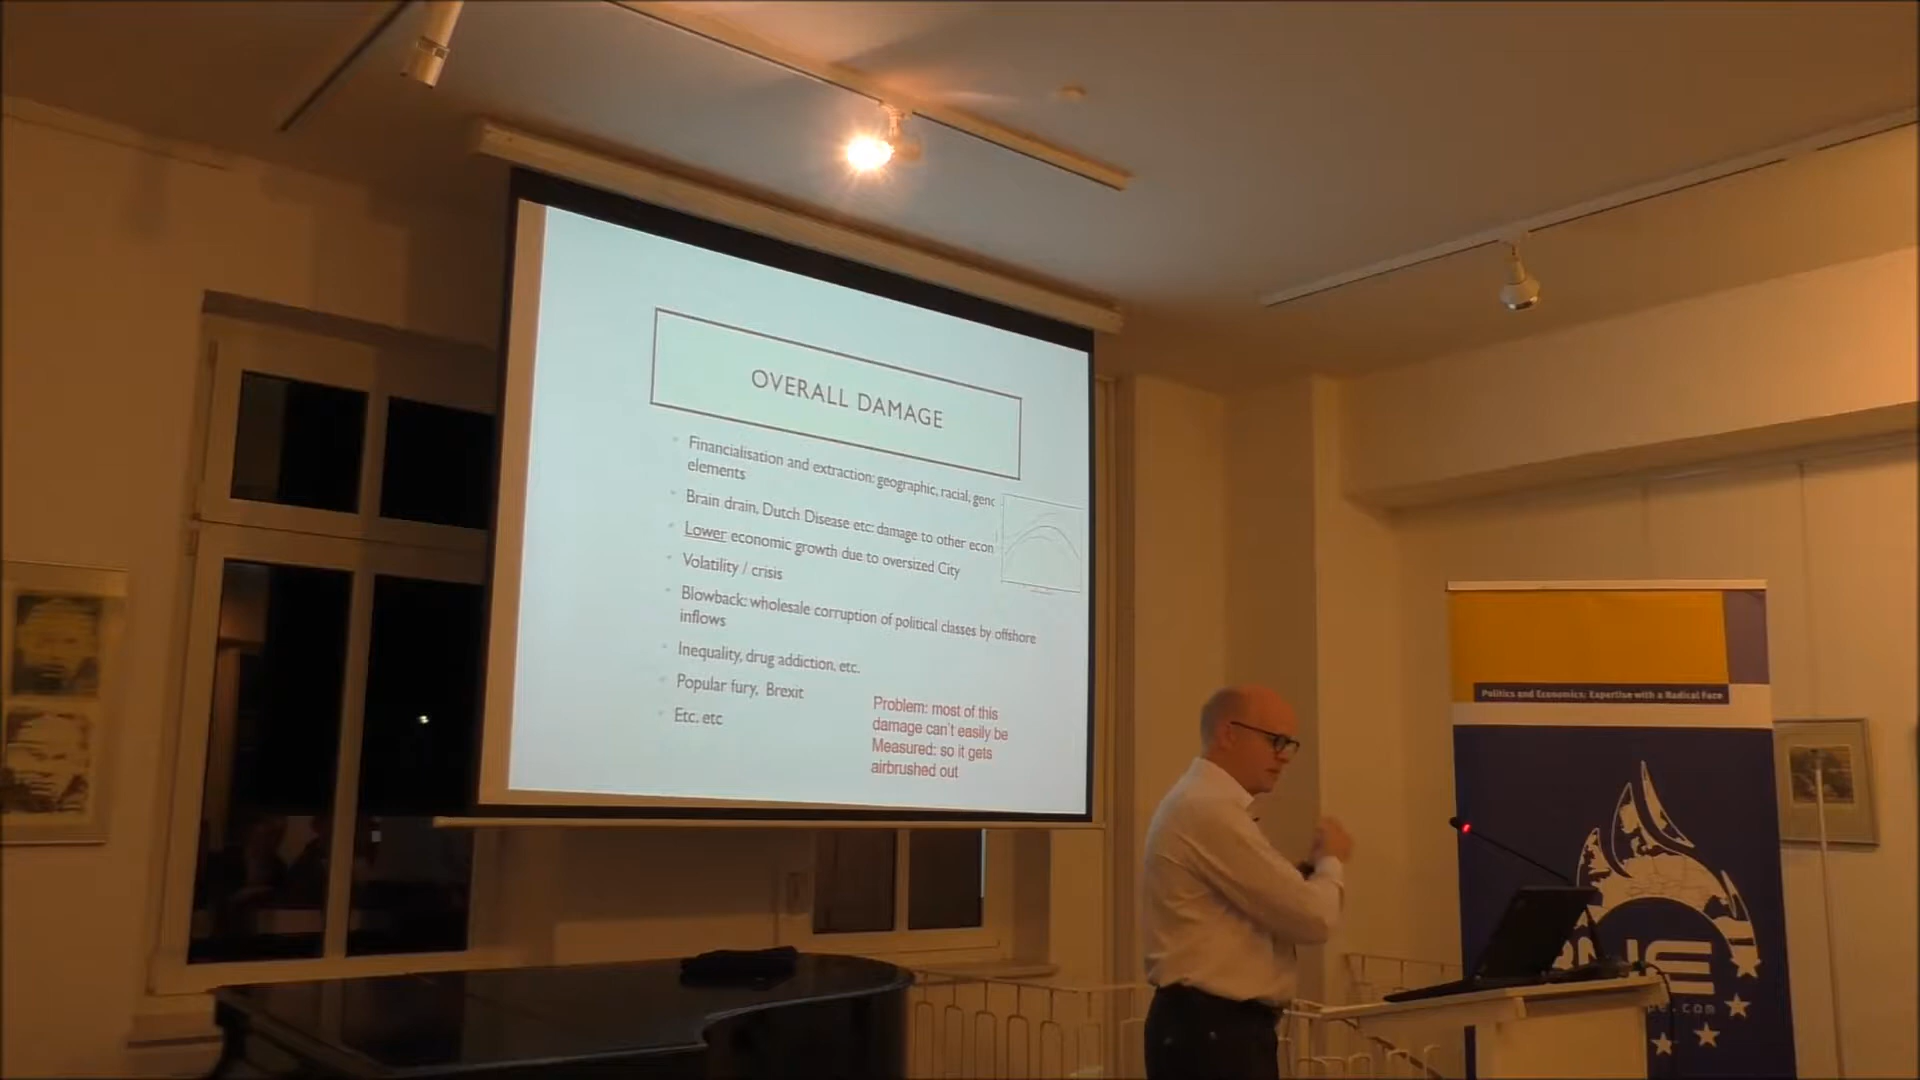 OVERALL DAMAGE
Financialisation and extraction: geographic, racial, genc
elements
Brain drain, Dutch Disease etc: damage to other econ
Lower economic growth due to oversized City
Volatility / crisis
Blowback: wholesale corruption of political classes by offshore
inflows
Inequality, drug addiction, etc.
Popular fury, Brexit
Etc. etc
Problem: most of this
damage can't easily be
Measured: so it gets
airbrushed out
Politics and Economics: Expertise with a Radical Face